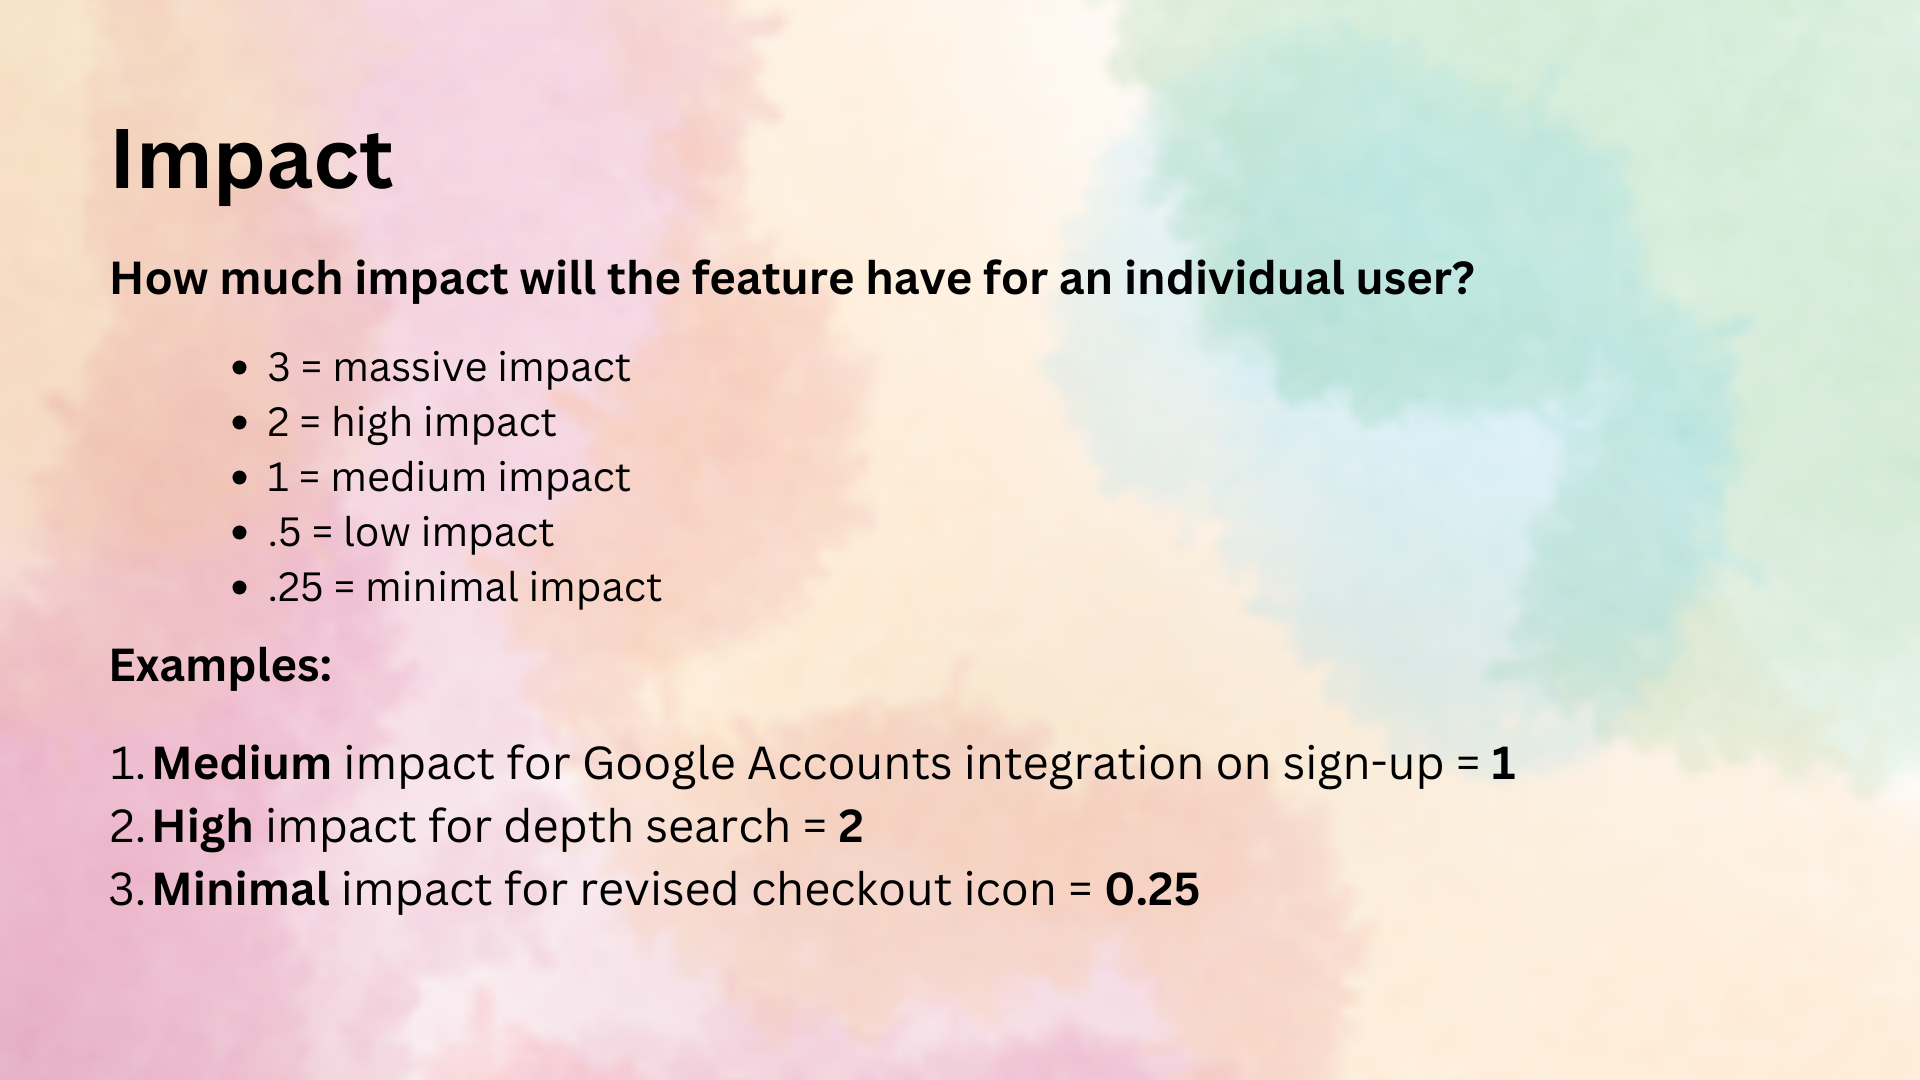 Impact
How much impact will the feature have for an individual user?
• 3 = massive impact
• 2 = high impact
• 1 = medium impact
• .5 = low impact
• .25 = minimal impact
Examples:
1. Medium impact for Google Accounts integration on sign-up = 1
2. High impact for depth search = 2
3. Minimal impact for revised checkout icon = 0.25